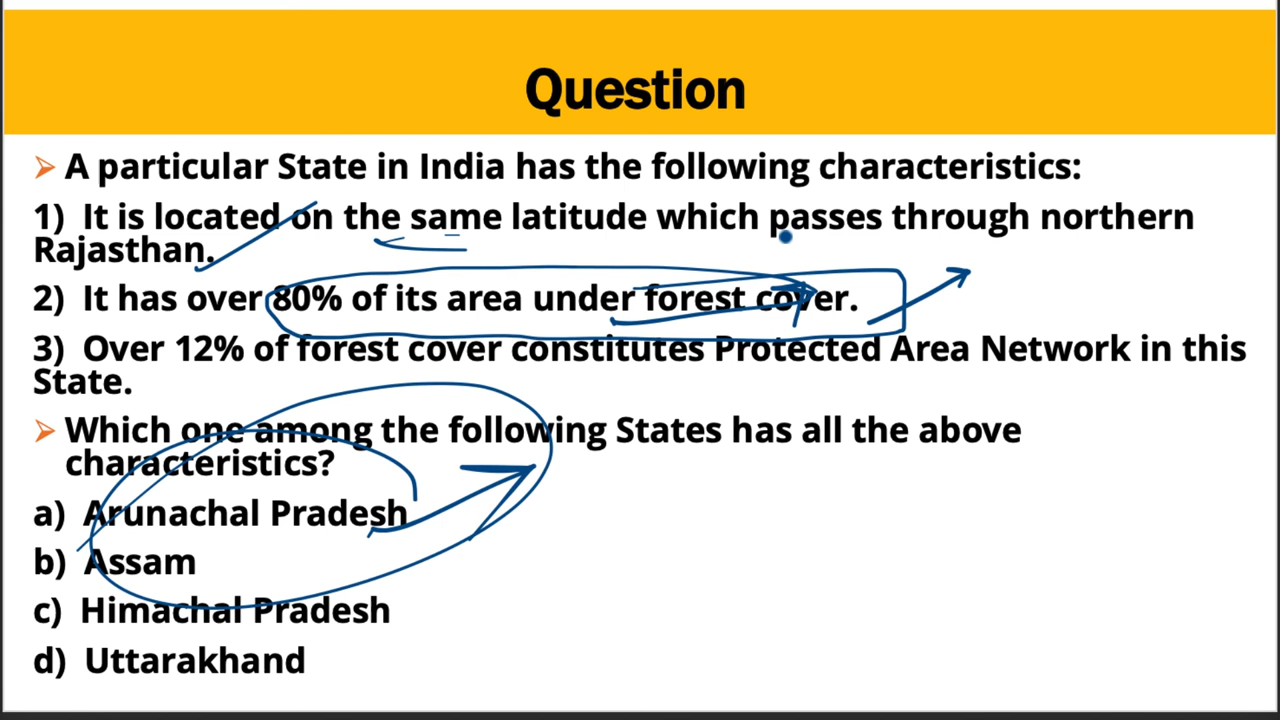 Question
➢ A particular State in India has the following characteristics:
1) It is located on the same latitude which passes through northern
Rajasthan.
2) It has over 80% of its area under forest cover.
3) Over 12% of forest cover constitutes Protected Area Network in this
State.
➢ Which one among the following States has all the above
characteristics?
a) Arunachal Pradesh
b) Assam
c) Himachal Pradesh
d) Uttarakhand